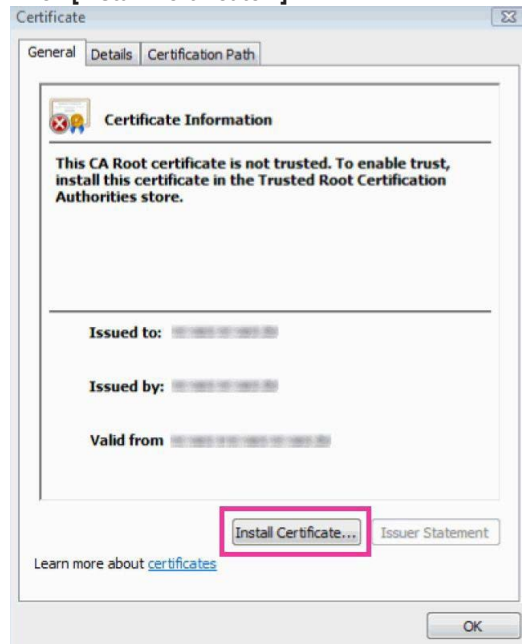 Certificate
General Details Certification Path
Certificate Information
This CA Root certificate is not trusted. To enable trust,
install this certificate in the Trusted Root Certification
Authorities store.
Issued to:
Issued by:
Valid from
Install Certificate... Issuer Statement
Learn more about certificates
OK